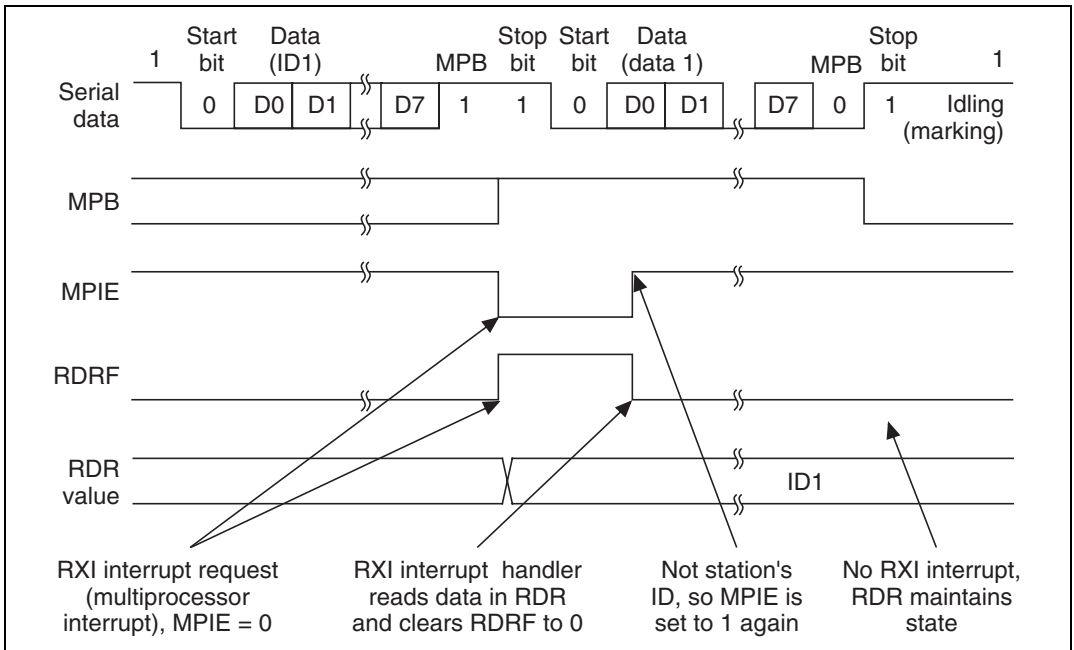 1 Start bit Data (ID1) MPB Stop bit Start bit Data (data 1) MPB Stop bit 1
Serial data 0 D0 D1 D7 1 1 0 D0 D1 D7 0 1 Idling (marking)
MPB
MPIE
RDRF
RDR value ID1
RXI interrupt request (multiprocessor interrupt), MPIE = 0
RXI interrupt handler reads data in RDR and clears RDRF to 0
Not station's ID, so MPIE is set to 1 again
No RXI interrupt, RDR maintains state